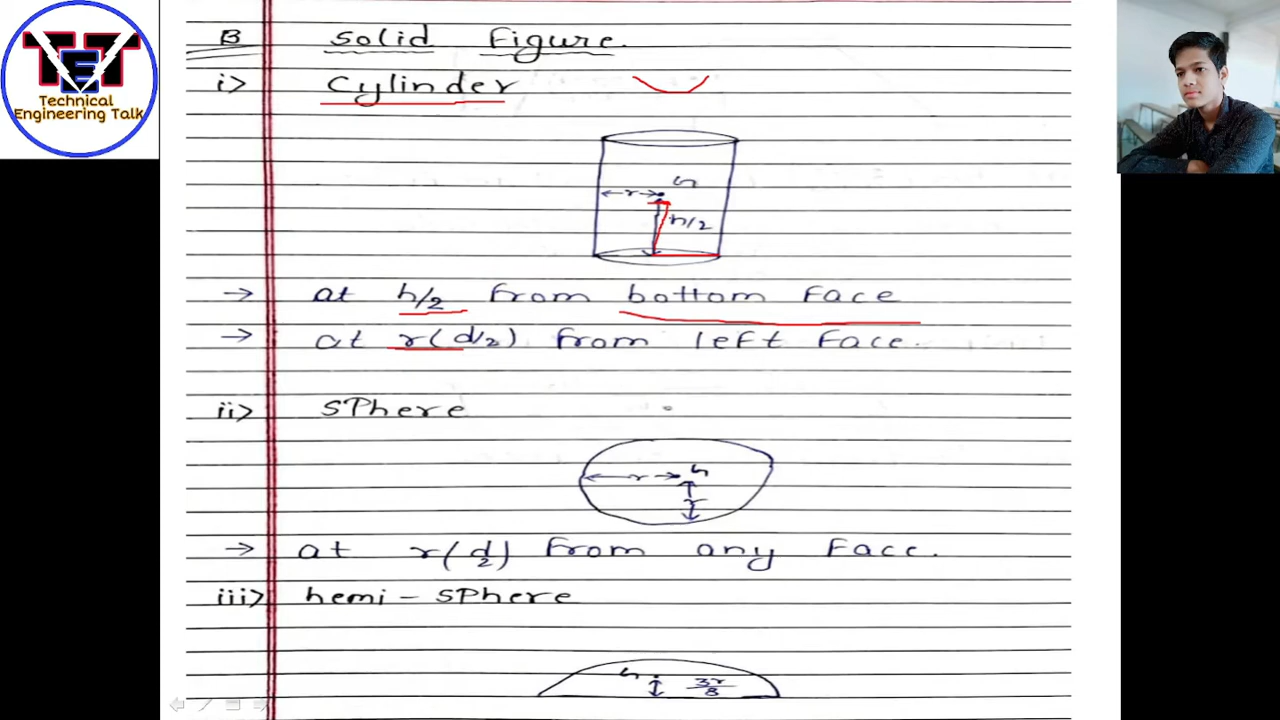 TET
Technical
Engineering Talk
B Solid Figure.
i> Cylinder
G
r
h/2
→ at h/2 from bottom face
→ at r(d/2) from left face.
ii> SPhere
r G
r
→ at r(d/2) from any face.
iii> hemi - SPhere
G 3r/8